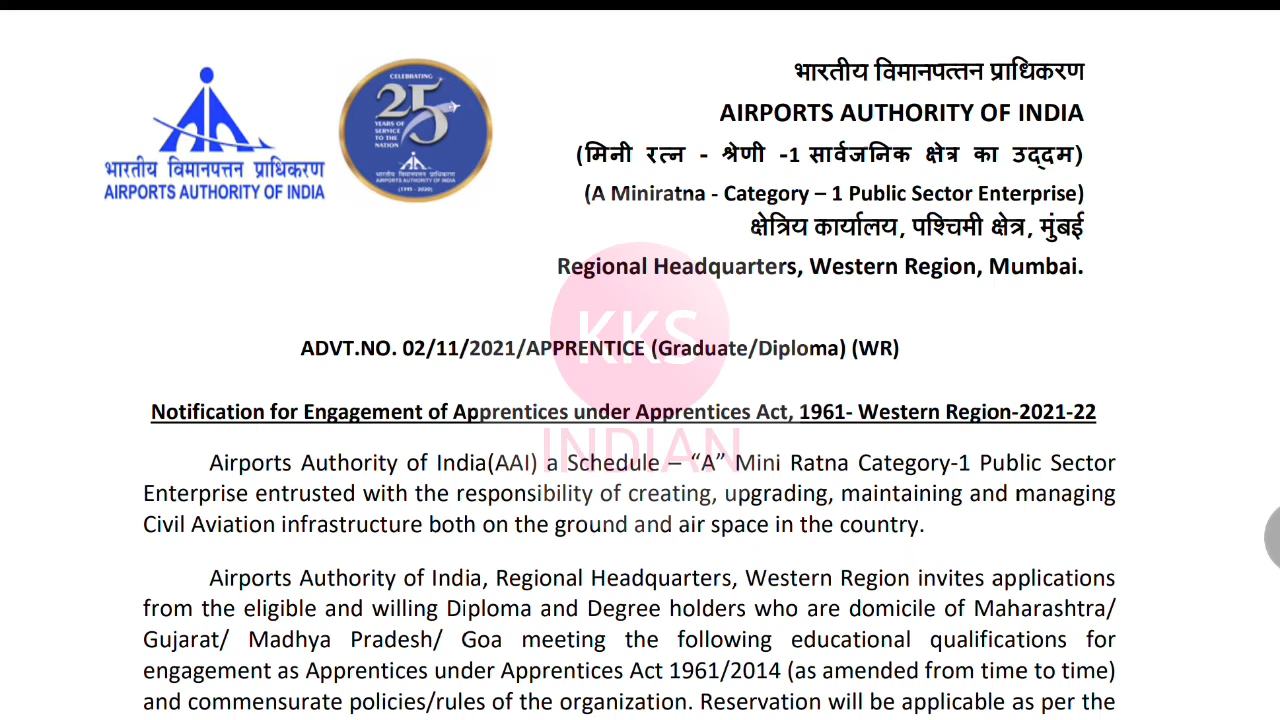 भारतीय विमानपत्तन प्राधिकरण
AIRPORTS AUTHORITY OF INDIA
CELEBRATING
25
YEARS OF
SERVICE
TO THE
NATION
भारतीय विमानपत्तन प्राधिकरण
AIRPORTS AUTHORITY OF INDIA
(1995 - 2020)
भारतीय विमानपत्तन प्राधिकरण
AIRPORTS AUTHORITY OF INDIA
(मिनी रत्न - श्रेणी -1 सार्वजनिक क्षेत्र का उद्दम)
(A Miniratna - Category – 1 Public Sector Enterprise)
क्षेत्रिय कार्यालय, पश्चिमी क्षेत्र, मुंबई
Regional Headquarters, Western Region, Mumbai.
KKS
INDIAN
ADVT.NO. 02/11/2021/APPRENTICE (Graduate/Diploma) (WR)
Notification for Engagement of Apprentices under Apprentices Act, 1961- Western Region-2021-22
Airports Authority of India(AAI) a Schedule – “A” Mini Ratna Category-1 Public Sector
Enterprise entrusted with the responsibility of creating, upgrading, maintaining and managing
Civil Aviation infrastructure both on the ground and air space in the country.
Airports Authority of India, Regional Headquarters, Western Region invites applications
from the eligible and willing Diploma and Degree holders who are domicile of Maharashtra/
Gujarat/ Madhya Pradesh/ Goa meeting the following educational qualifications for
engagement as Apprentices under Apprentices Act 1961/2014 (as amended from time to time)
and commensurate policies/rules of the organization. Reservation will be applicable as per the